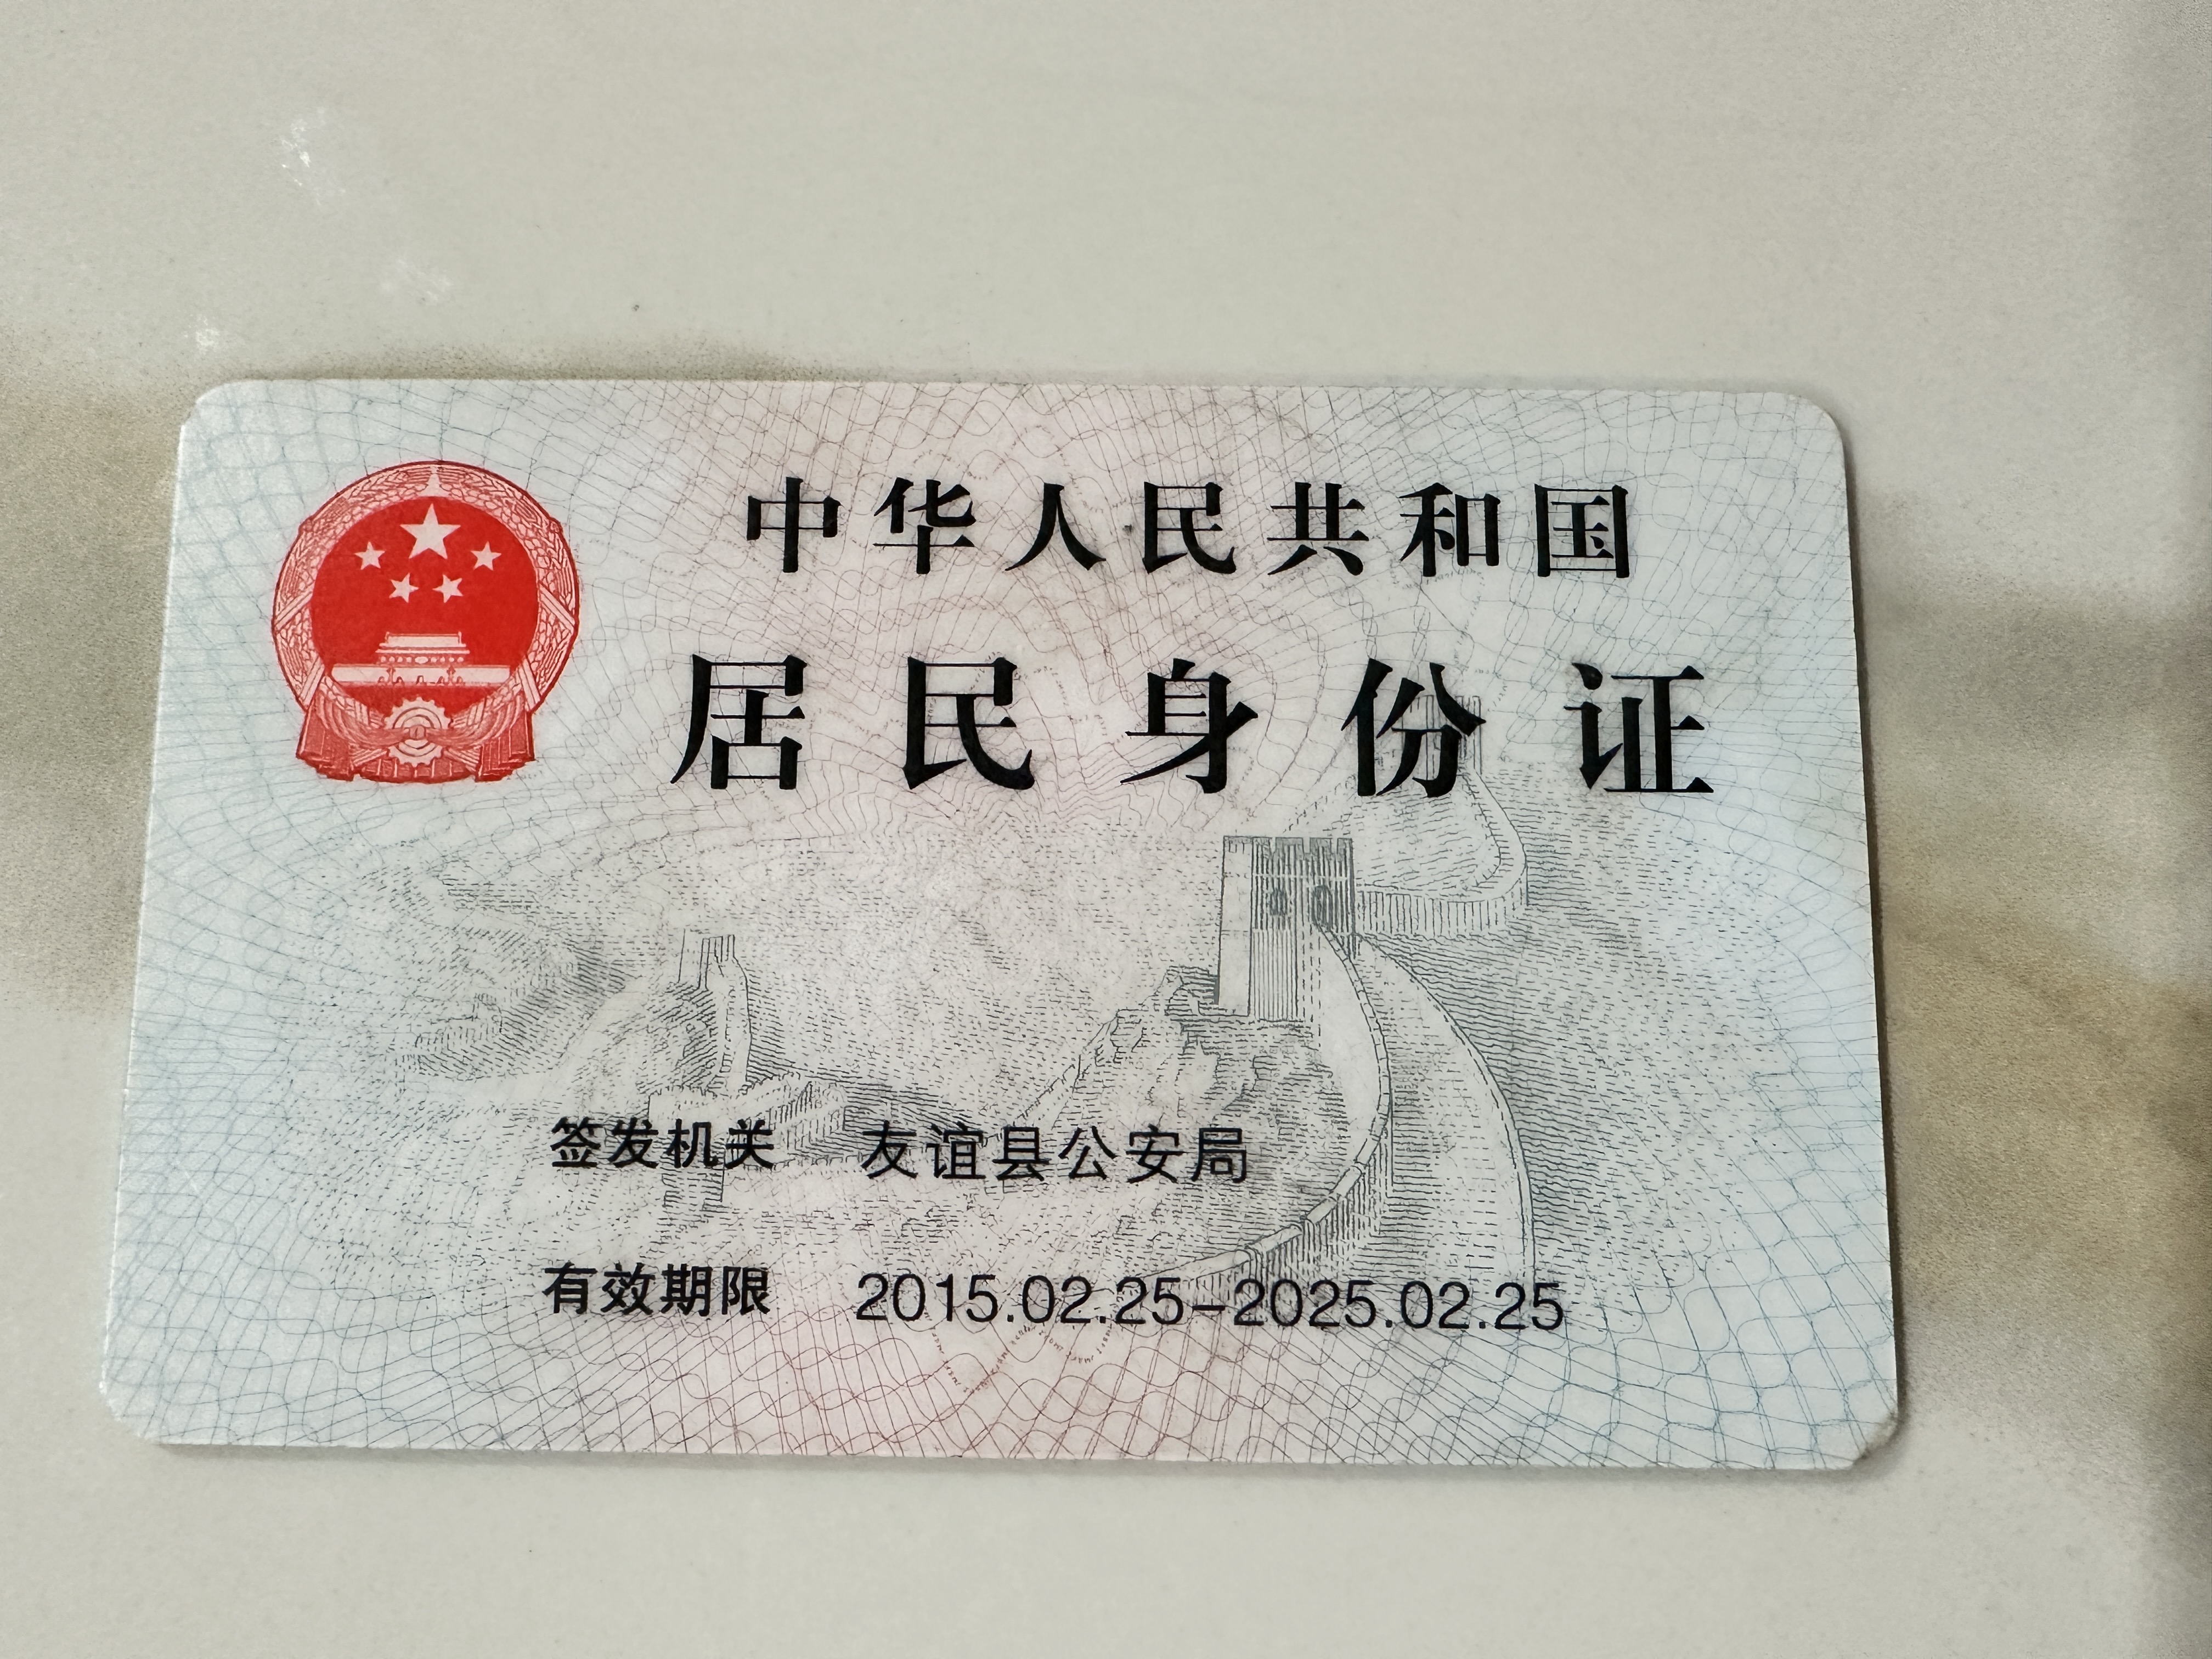 中华人民共和国
居民身份证
签发机关 友谊县公安局
有效期限 2015.02.25-2025.02.25